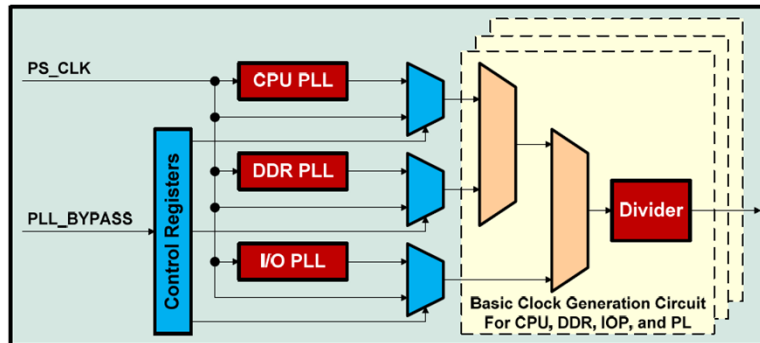 PS_CLK
CPU PLL
DDR PLL
PLL_BYPASS
Control Registers
I/O PLL
Divider
Basic Clock Generation Circuit
For CPU, DDR, IOP, and PL